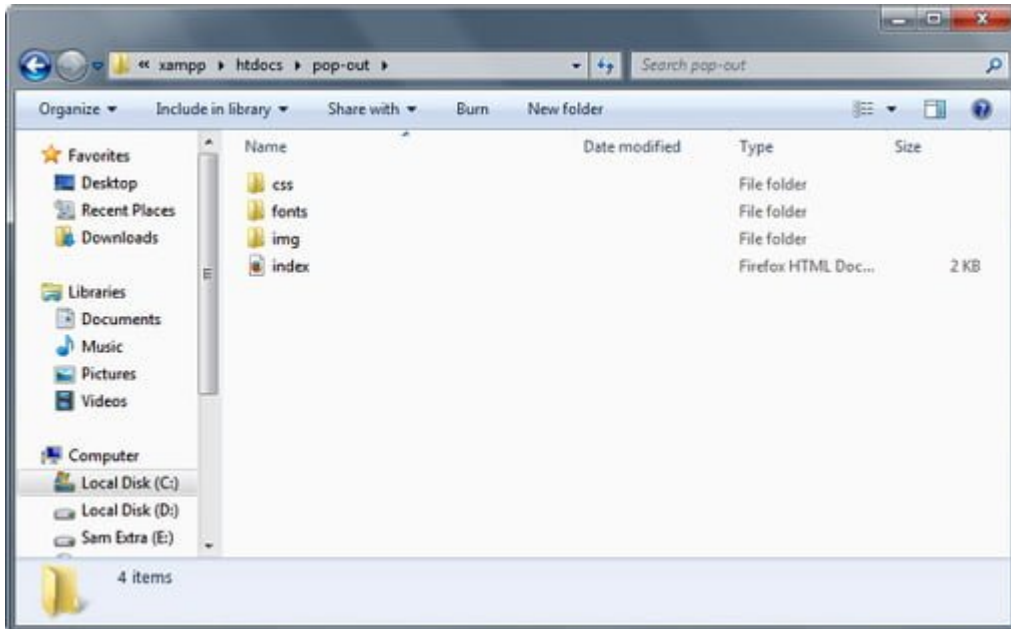 « xampp ▸ htdocs ▸ pop-out ▸
Search pop-out
Organize Include in library Share with Burn New folder
Favorites
Desktop
Recent Places
Downloads
Libraries
Documents
Music
Pictures
Videos
Computer
Local Disk (C:)
Local Disk (D:)
Sam Extra (E:)
Name Date modified Type Size
css File folder
fonts File folder
img File folder
index Firefox HTML Doc... 2 KB
4 items